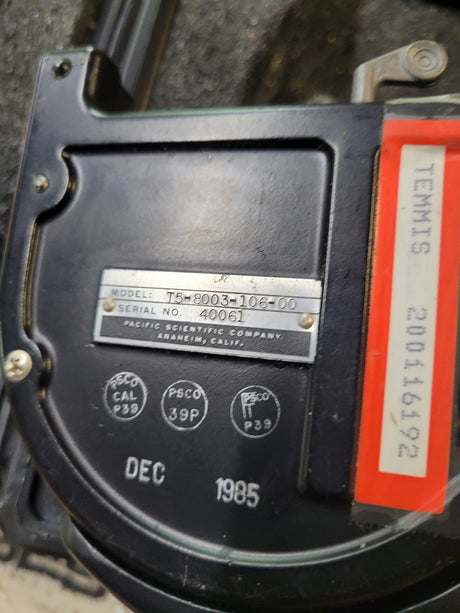 MODEL: T5-8003-106-00
SERIAL NO. 40061
PACIFIC SCIENTIFIC COMPANY
ANAHEIM, CALIF.
PSCO
CAL
P39
PSCO
39P
PSCO
P39
DEC 1985
TEMMIS 200116192